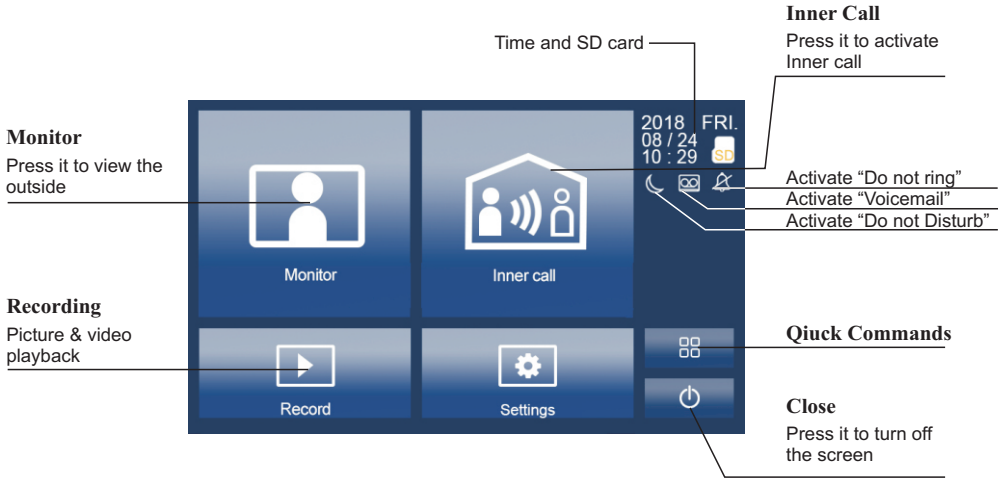 Inner Call
Press it to activate
Inner call
Time and SD card
Monitor
Press it to view the
outside
2018 FRI.
08 / 24
10 : 29
SD
Activate “Do not ring”
Activate “Voicemail”
Activate “Do not Disturb”
Monitor
Inner call
Recording
Picture & video
playback
Qiuck Commands
Record
Settings
Close
Press it to turn off
the screen